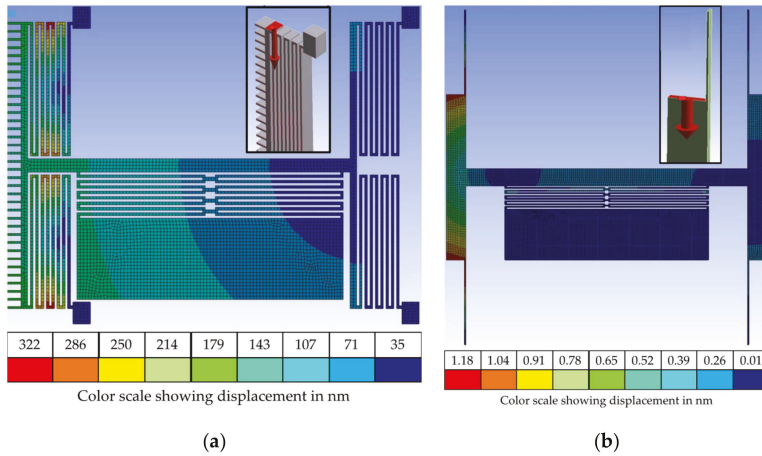 322 286 250 214 179 143 107 71 35
Color scale showing displacement in nm
(a)
1.18 1.04 0.91 0.78 0.65 0.52 0.39 0.26 0.01
Color scale showing displacement in nm
(b)